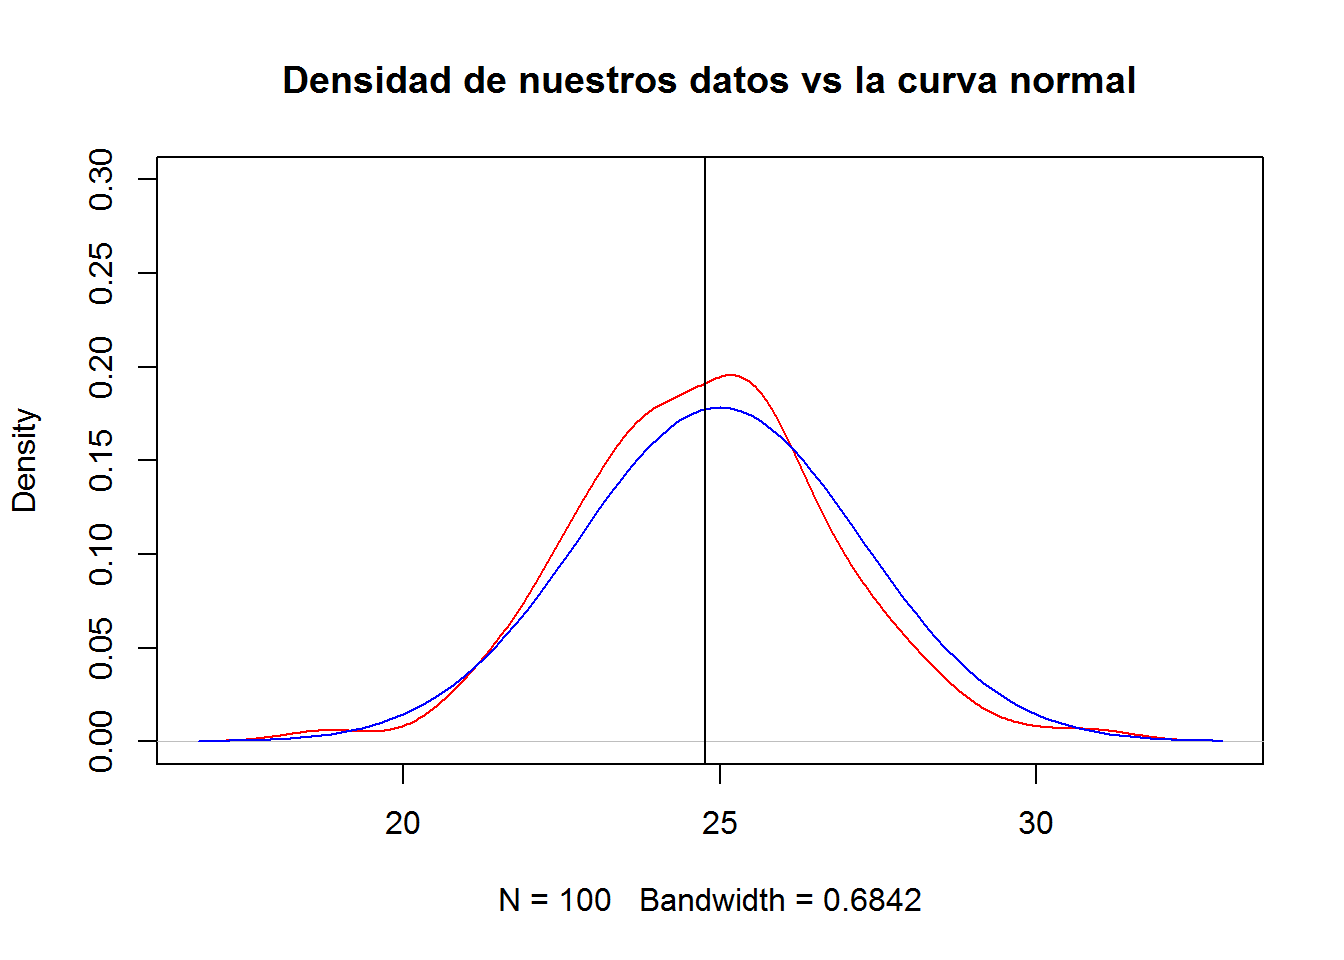 Densidad de nuestros datos vs la curva normal
Density
0.30
0.25
0.20
0.15
0.10
0.05
0.00
20 25 30
N = 100 Bandwidth = 0.6842